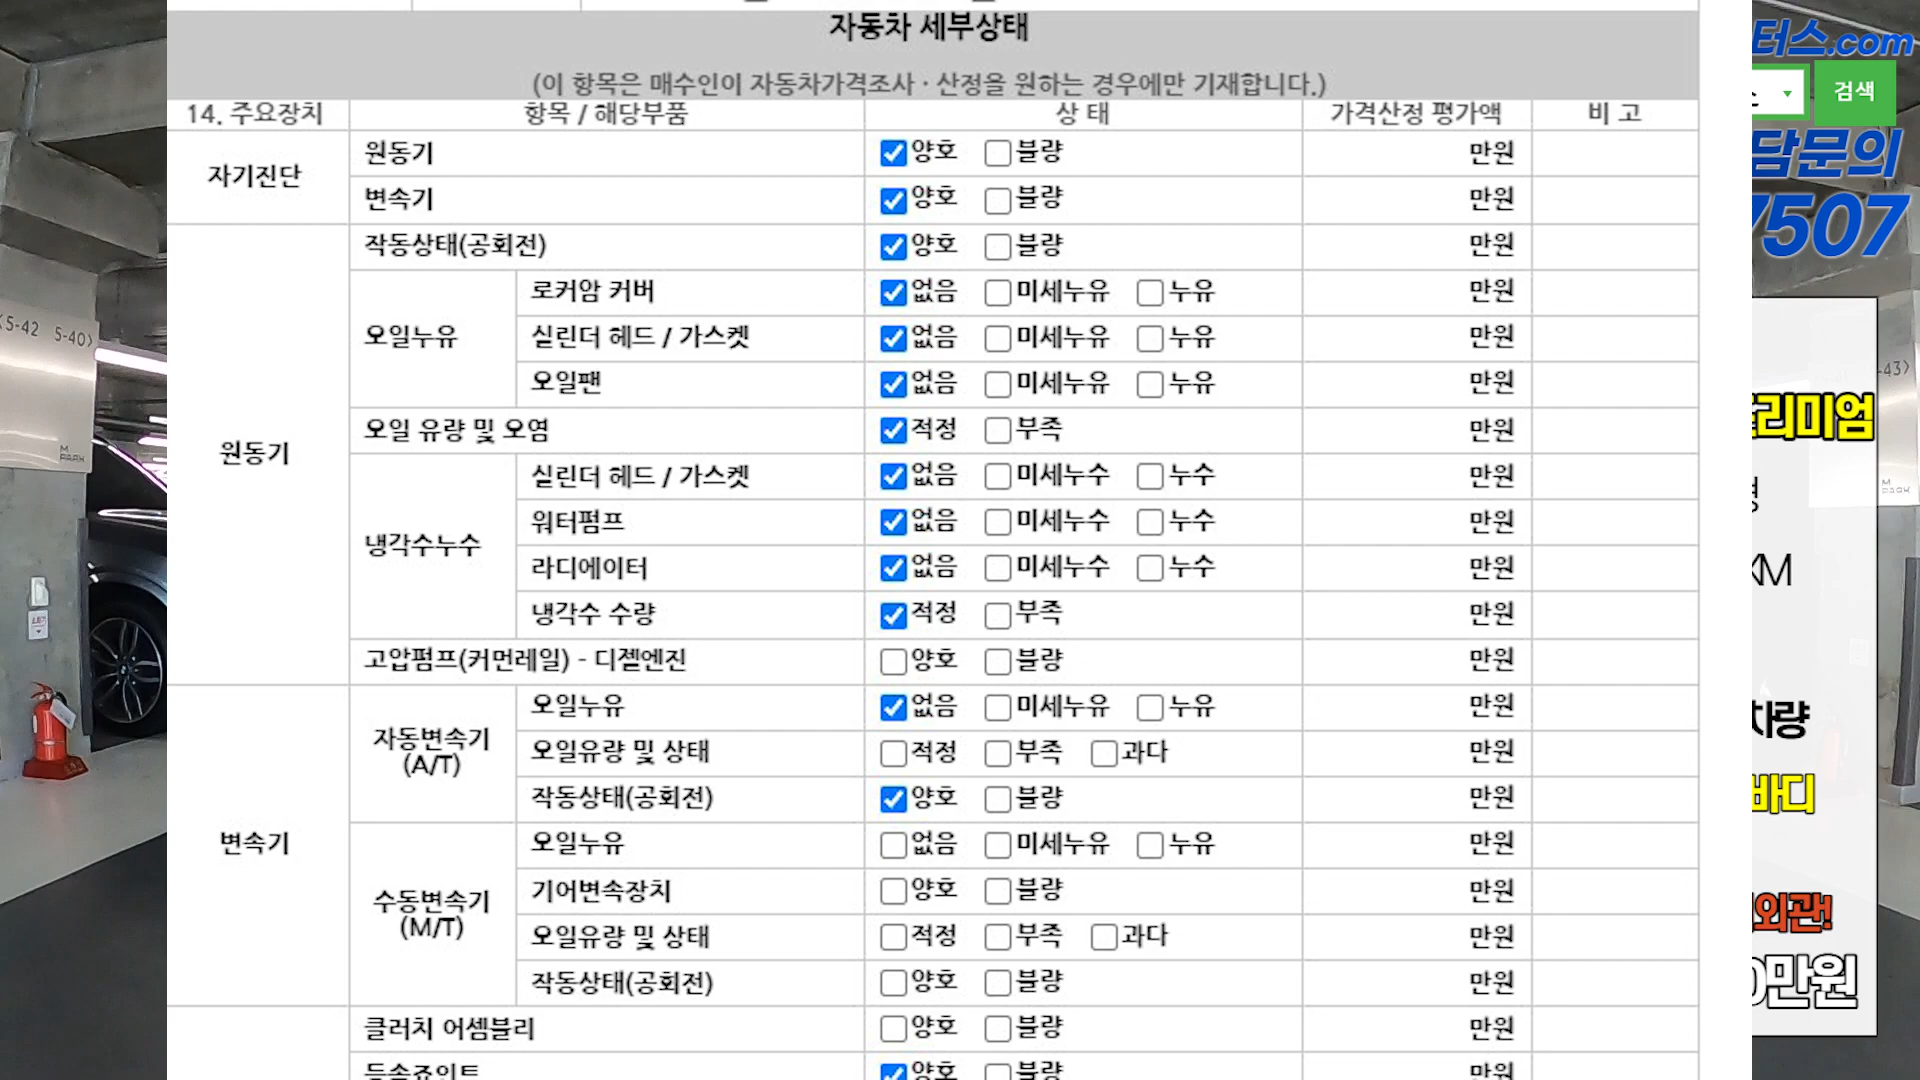 자동차 세부상태
(이 항목은 매수인이 자동차가격조사 · 산정을 원하는 경우에만 기재합니다.)
14. 주요장치 항목 / 해당부품 상 태 가격산정 평가액 비 고
자기진단 원동기 양호 불량 만원
변속기 양호 불량 만원
원동기 작동상태(공회전) 양호 불량 만원
오일누유 로커암 커버 없음 미세누유 누유 만원
실린더 헤드 / 가스켓 없음 미세누유 누유 만원
오일팬 없음 미세누유 누유 만원
오일 유량 및 오염 적정 부족 만원
냉각수누수 실린더 헤드 / 가스켓 없음 미세누수 누수 만원
워터펌프 없음 미세누수 누수 만원
라디에이터 없음 미세누수 누수 만원
냉각수 수량 적정 부족 만원
고압펌프(커먼레일) - 디젤엔진 양호 불량 만원
변속기 자동변속기
(A/T) 오일누유 없음 미세누유 누유 만원
오일유량 및 상태 적정 부족 과다 만원
작동상태(공회전) 양호 불량 만원
수동변속기
(M/T) 오일누유 없음 미세누유 누유 만원
기어변속장치 양호 불량 만원
오일유량 및 상태 적정 부족 과다 만원
작동상태(공회전) 양호 불량 만원
클러치 어셈블리 양호 불량 만원
등속죠인트 양호 불량 만원
터스.com
검색
담문의
7507
리미엄
KM
차량
바디
외관!
0만원
5-42 5-40>
M PARK
-43>
M PARK